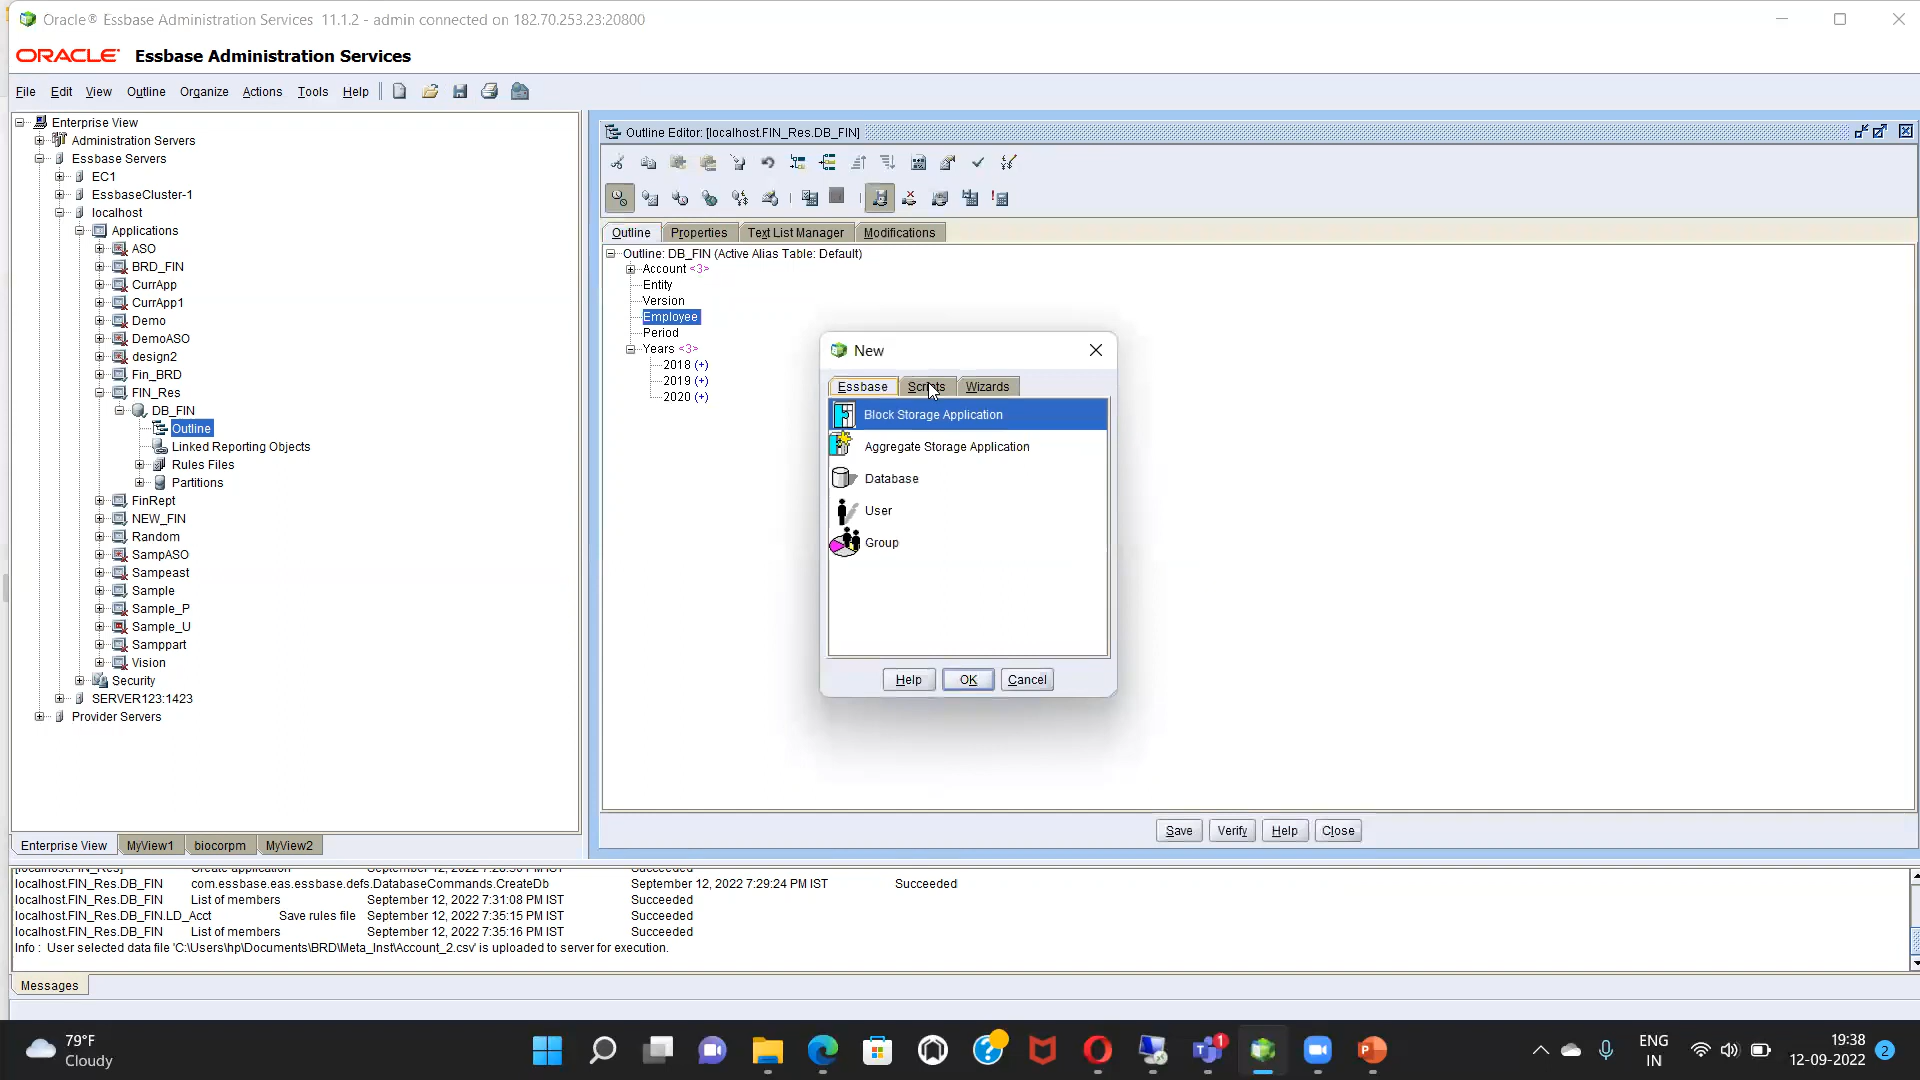 Oracle® Essbase Administration Services 11.1.2 - admin connected on 182.70.253.23:20800
ORACLE Essbase Administration Services
File Edit View Outline Organize Actions Tools Help
Enterprise View
Administration Servers
Essbase Servers
EC1
EssbaseCluster-1
localhost
Applications
ASO
BRD_FIN
CurrApp
CurrApp1
Demo
DemoASO
design2
Fin_BRD
FIN_Res
DB_FIN
Outline
Linked Reporting Objects
Rules Files
Partitions
FinRept
NEW_FIN
Random
SampASO
Sampeast
Sample
Sample_P
Sample_U
Samppart
Vision
Security
SERVER123:1423
Provider Servers
Enterprise View MyView1 biocorpm MyView2
Outline Editor: [localhost.FIN_Res.DB_FIN]
Outline Properties Text List Manager Modifications
Outline: DB_FIN (Active Alias Table: Default)
Account <3>
Entity
Version
Employee
Period
Years <3>
2018 (+)
2019 (+)
2020 (+)
New
Essbase Scripts Wizards
Block Storage Application
Aggregate Storage Application
Database
User
Group
Help OK Cancel
Save Verify Help Close
localhost.FIN_Res.DB_FIN com.essbase.eas.essbase.defs.DatabaseCommands.CreateDb September 12, 2022 7:29:24 PM IST Succeeded
localhost.FIN_Res.DB_FIN List of members September 12, 2022 7:31:08 PM IST Succeeded
localhost.FIN_Res.DB_FIN.LD_Acct Save rules file September 12, 2022 7:35:15 PM IST Succeeded
localhost.FIN_Res.DB_FIN List of members September 12, 2022 7:35:16 PM IST Succeeded
Info : User selected data file 'C:\Users\hp\Documents\BRD\Meta_Inst\Account_2.csv' is uploaded to server for execution.
Messages
79°F
Cloudy
1
ENG
IN
19:38
12-09-2022
2